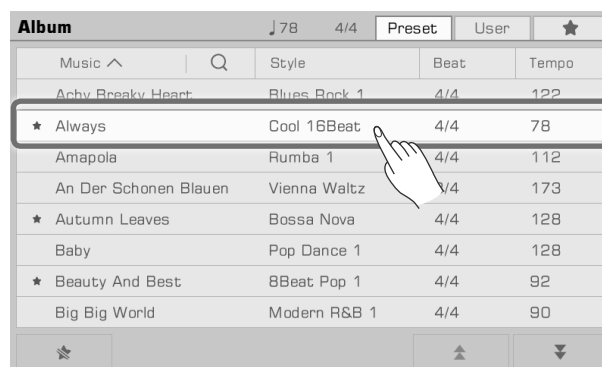 Album ♩78 4/4 Preset User ★
Music Style Beat Tempo
Achy Breaky Heart Blues Rock 1 4/4 122
★ Always Cool 16Beat 4/4 78
Amapola Rumba 1 4/4 112
An Der Schonen Blauen Vienna Waltz /4 173
★ Autumn Leaves Bossa Nova 4/4 128
Baby Pop Dance 1 4/4 128
★ Beauty And Best 8Beat Pop 1 4/4 92
Big Big World Modern R&B 1 4/4 90